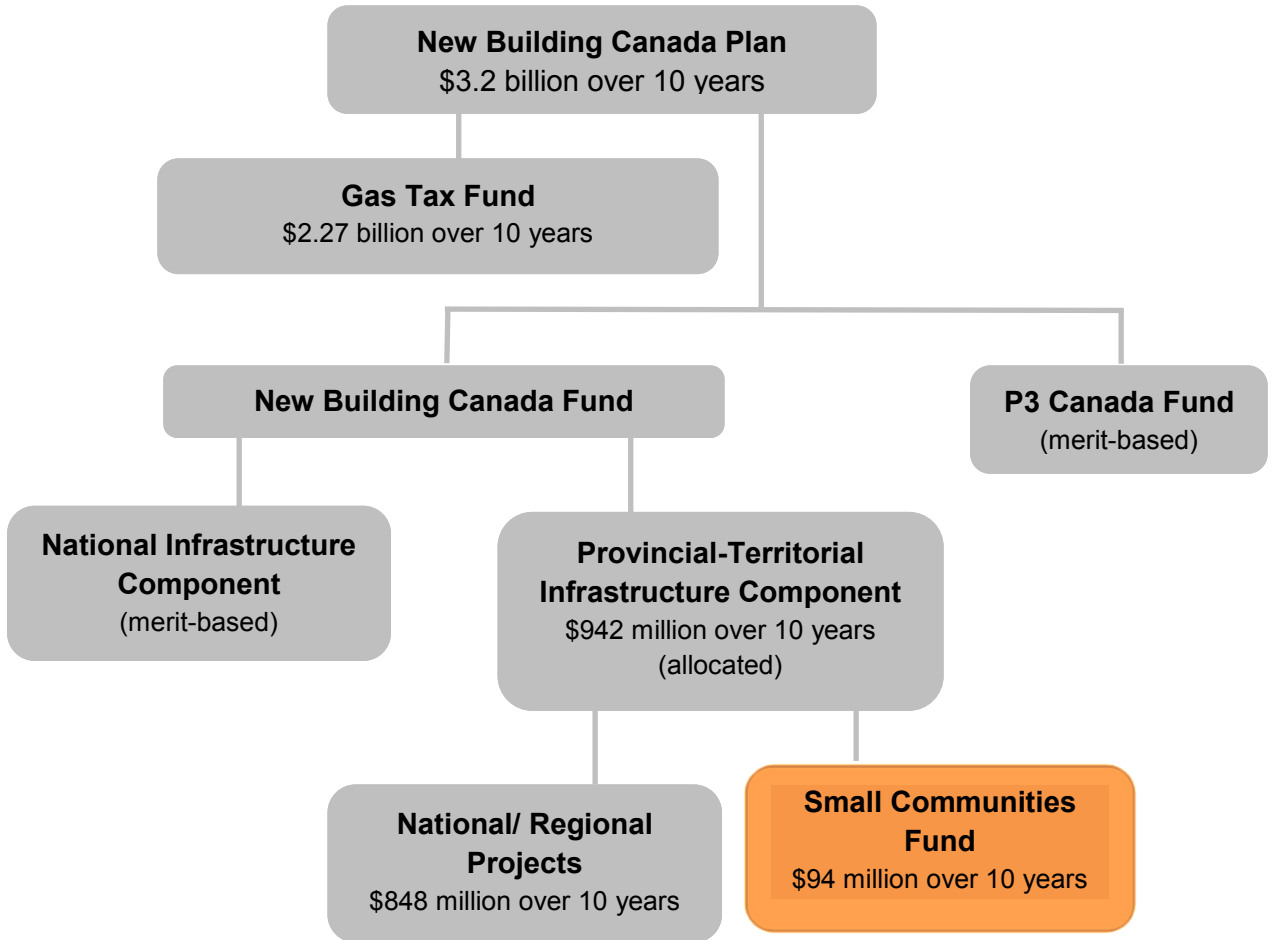 New Building Canada Plan
$3.2 billion over 10 years
Gas Tax Fund
$2.27 billion over 10 years
New Building Canada Fund
P3 Canada Fund
(merit-based)
National Infrastructure
Component
(merit-based)
Provincial-Territorial
Infrastructure Component
$942 million over 10 years
(allocated)
National/ Regional
Projects
$848 million over 10 years
Small Communities
Fund
$94 million over 10 years